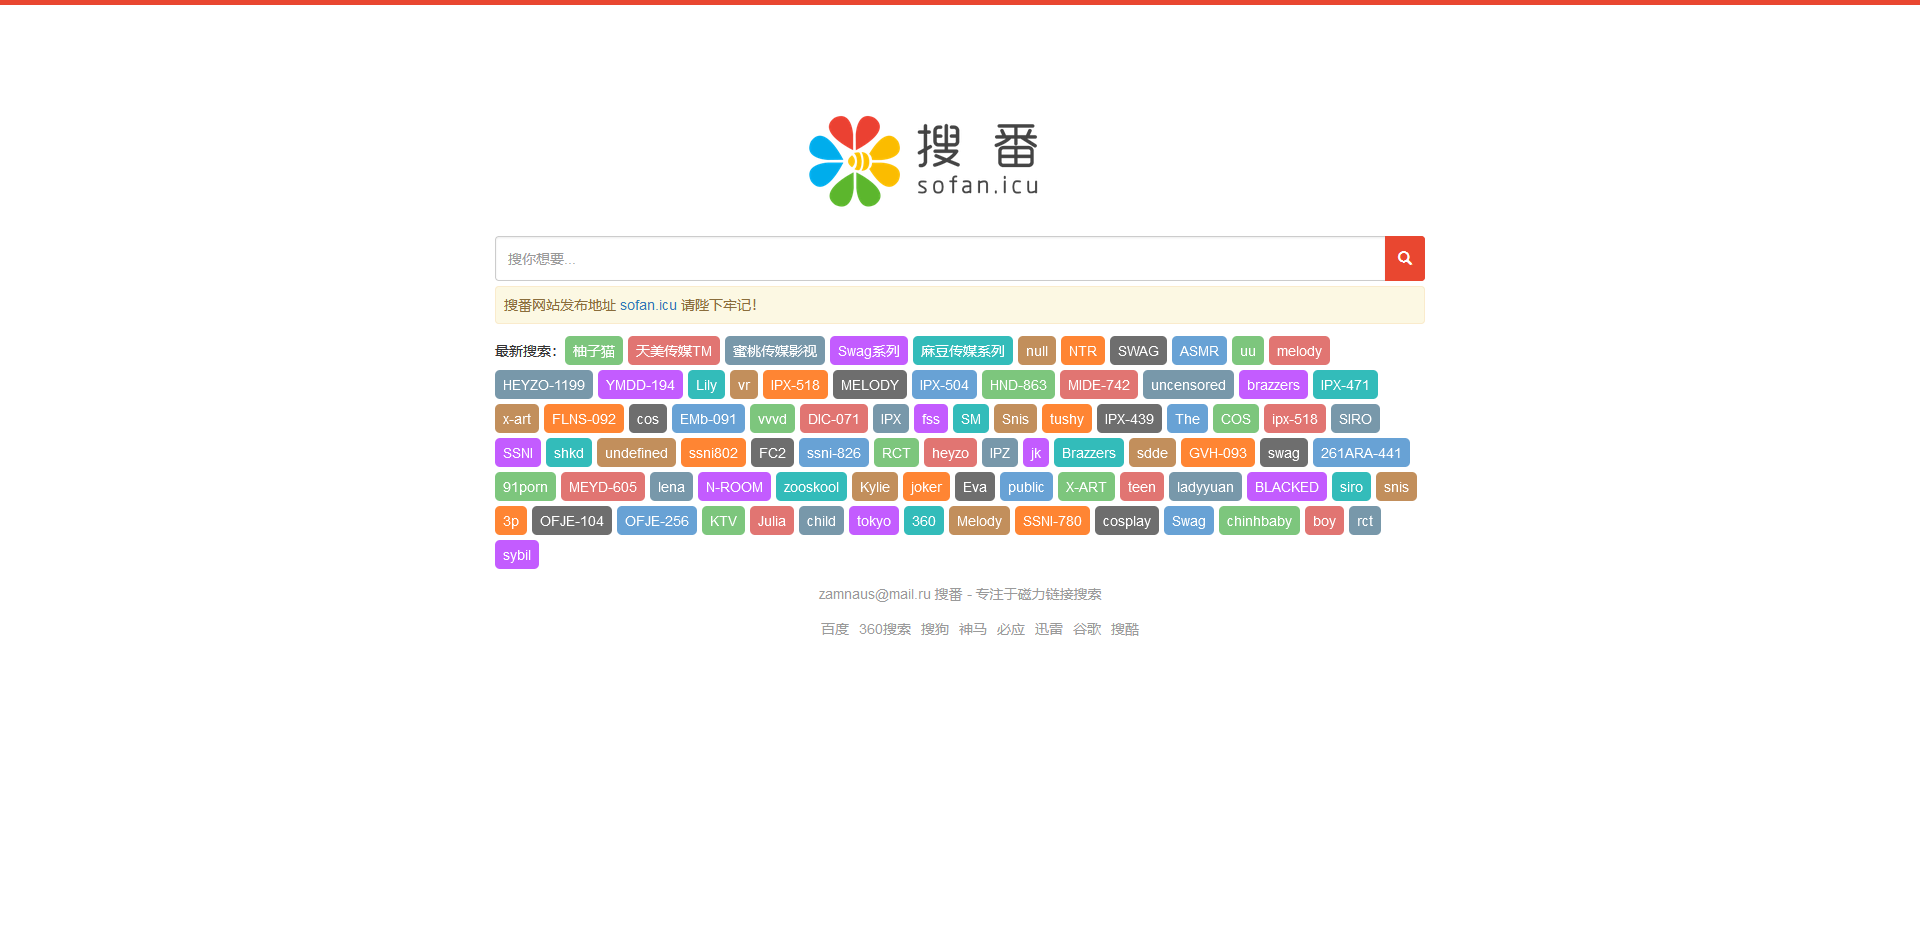 搜 番
sofan.icu
搜你想要...
搜番网站发布地址 sofan.icu 请陛下牢记！
最新搜索： 柚子猫 天美传媒TM 蜜桃传媒影视 Swag系列 麻豆传媒系列 null NTR SWAG ASMR uu melody
HEYZO-1199 YMDD-194 Lily vr IPX-518 MELODY IPX-504 HND-863 MIDE-742 uncensored brazzers IPX-471
x-art FLNS-092 cos EMb-091 vvvd DIC-071 IPX fss SM Snis tushy IPX-439 The COS ipx-518 SIRO
SSNI shkd undefined ssni802 FC2 ssni-826 RCT heyzo IPZ jk Brazzers sdde GVH-093 swag 261ARA-441
91porn MEYD-605 lena N-ROOM zooskool Kylie joker Eva public X-ART teen ladyyuan BLACKED siro snis
3p OFJE-104 OFJE-256 KTV Julia child tokyo 360 Melody SSNI-780 cosplay Swag chinhbaby boy rct
sybil
zamnaus@mail.ru 搜番 - 专注于磁力链接搜索
百度 360搜索 搜狗 神马 必应 迅雷 谷歌 搜酷